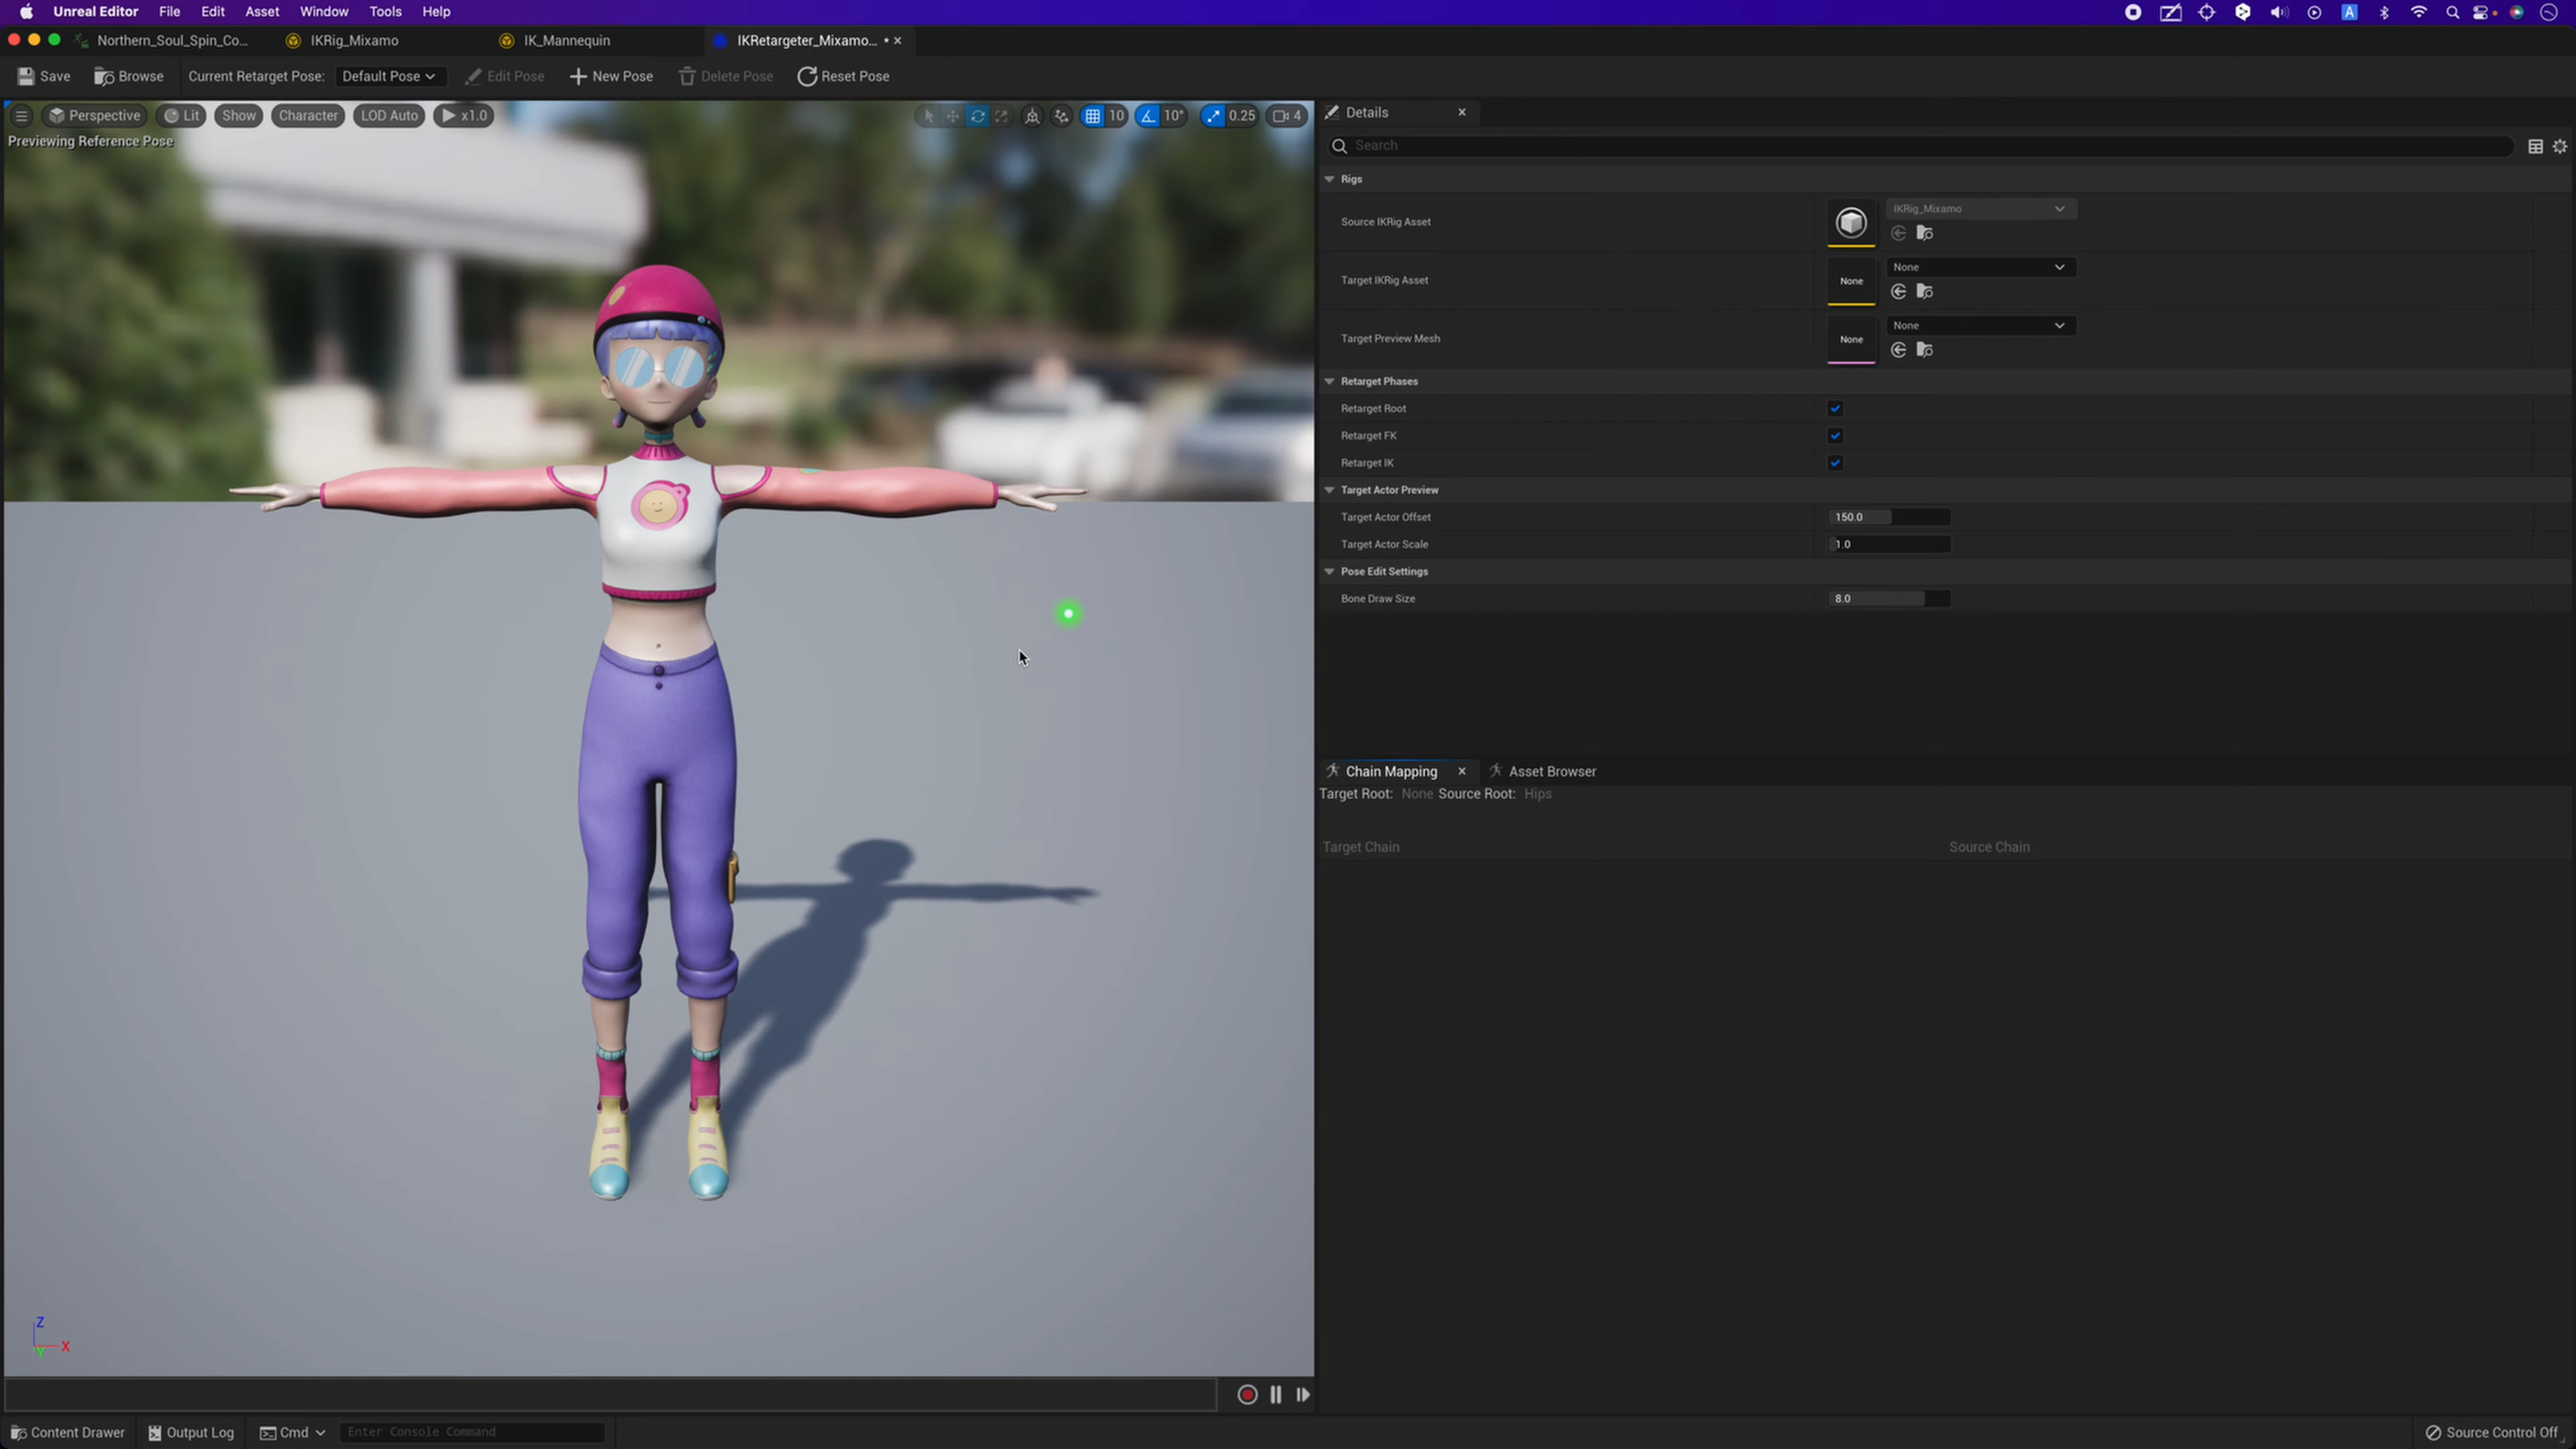 Unreal Editor File Edit Asset Window Tools Help
Northern_Soul_Spin_Co... IKRig_Mixamo IK_Mannequin IKRetargeter_Mixamo... • ×
Save Browse Current Retarget Pose: Default Pose Edit Pose New Pose Delete Pose Reset Pose
Perspective Lit Show Character LOD Auto x1.0 10 10° 0.25 4
Previewing Reference Pose
Details
Search
Rigs
Source IKRig Asset IKRig_Mixamo
Target IKRig Asset None None
Target Preview Mesh None None
Retarget Phases
Retarget Root
Retarget FK
Retarget IK
Target Actor Preview
Target Actor Offset 150.0
Target Actor Scale 1.0
Pose Edit Settings
Bone Draw Size 8.0
Chain Mapping Asset Browser
Target Root: None Source Root: Hips
Target Chain Source Chain
Z
Y X
Content Drawer Output Log Cmd Enter Console Command Source Control Off